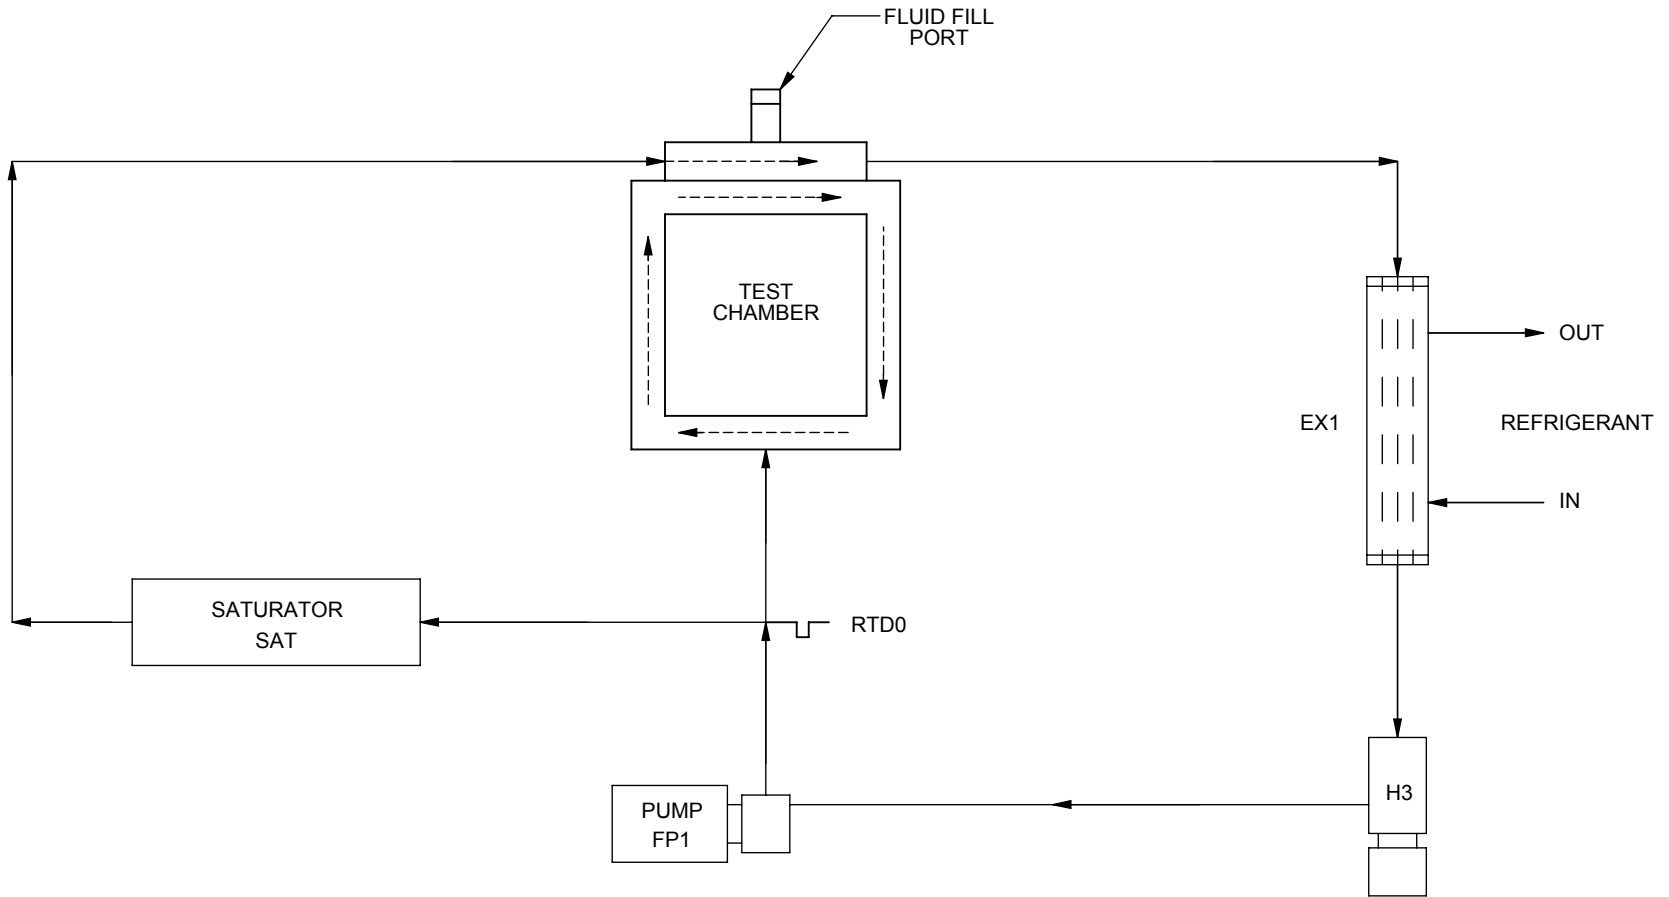 FLUID FILL
PORT
TEST
CHAMBER
OUT
EX1
REFRIGERANT
IN
SATURATOR
SAT
RTD0
PUMP
FP1
H3